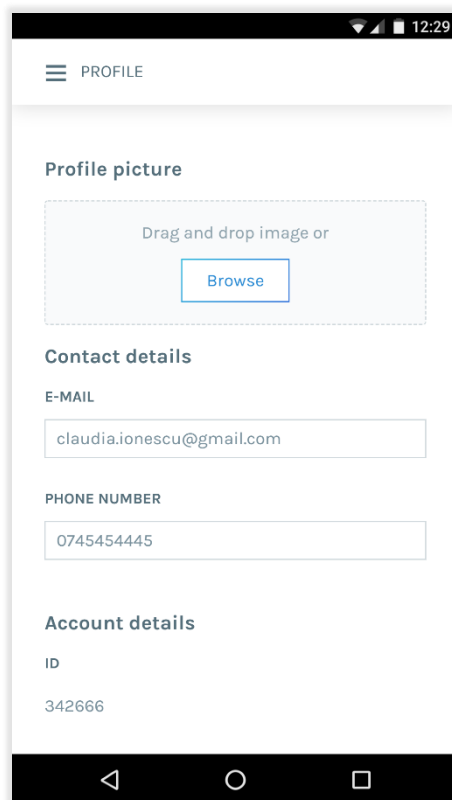 12:29
PROFILE
Profile picture
Drag and drop image or
Browse
Contact details
E-MAIL
claudia.ionescu@gmail.com
PHONE NUMBER
0745454445
Account details
ID
342666